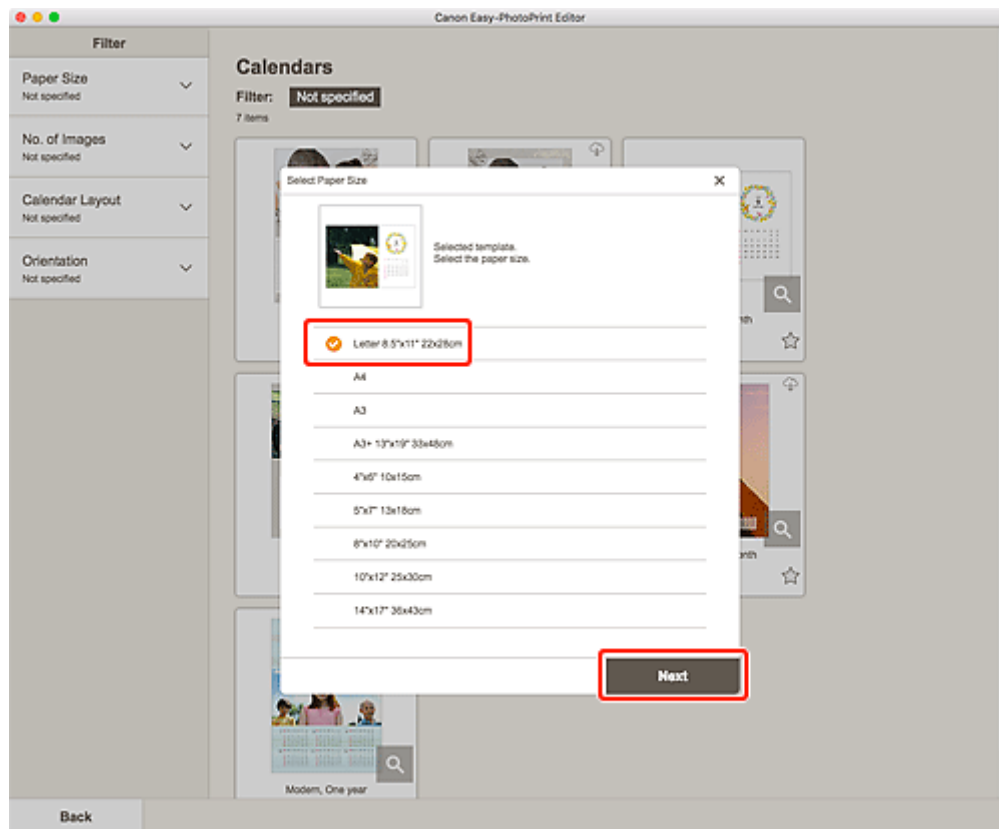 Canon Easy-PhotoPrint Editor
Filter
Paper Size
Not specified
No. of Images
Not specified
Calendar Layout
Not specified
Orientation
Not specified
Calendars
Filter: Not specified
7 items
Select Paper Size
Selected template.
Select the paper size.
Letter 8.5"x11" 22x28cm
A4
A3
A3+ 13"x19" 33x48cm
4"x6" 10x15cm
5"x7" 13x18cm
8"x10" 20x25cm
10"x12" 25x30cm
14"x17" 36x43cm
Next
Modern, One year
Back